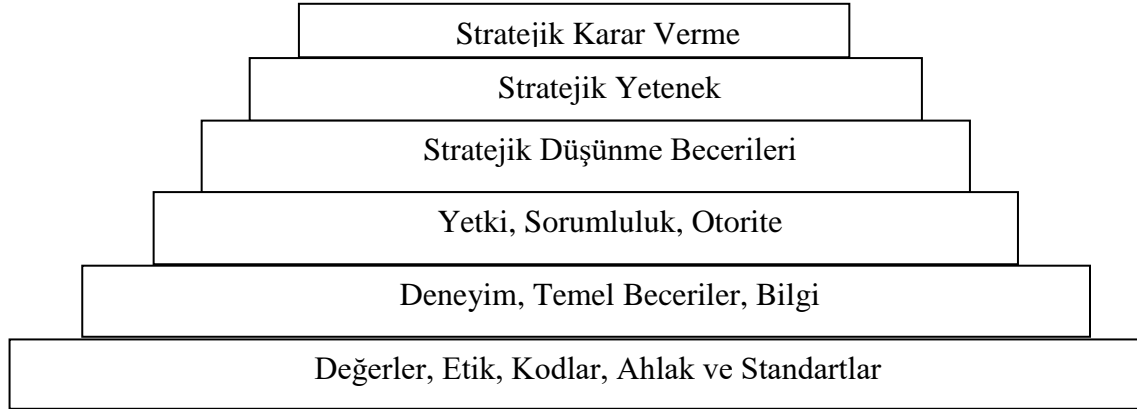 Stratejik Karar Verme
Stratejik Yetenek
Stratejik Düşünme Becerileri
Yetki, Sorumluluk, Otorite
Deneyim, Temel Beceriler, Bilgi
Değerler, Etik, Kodlar, Ahlak ve Standartlar